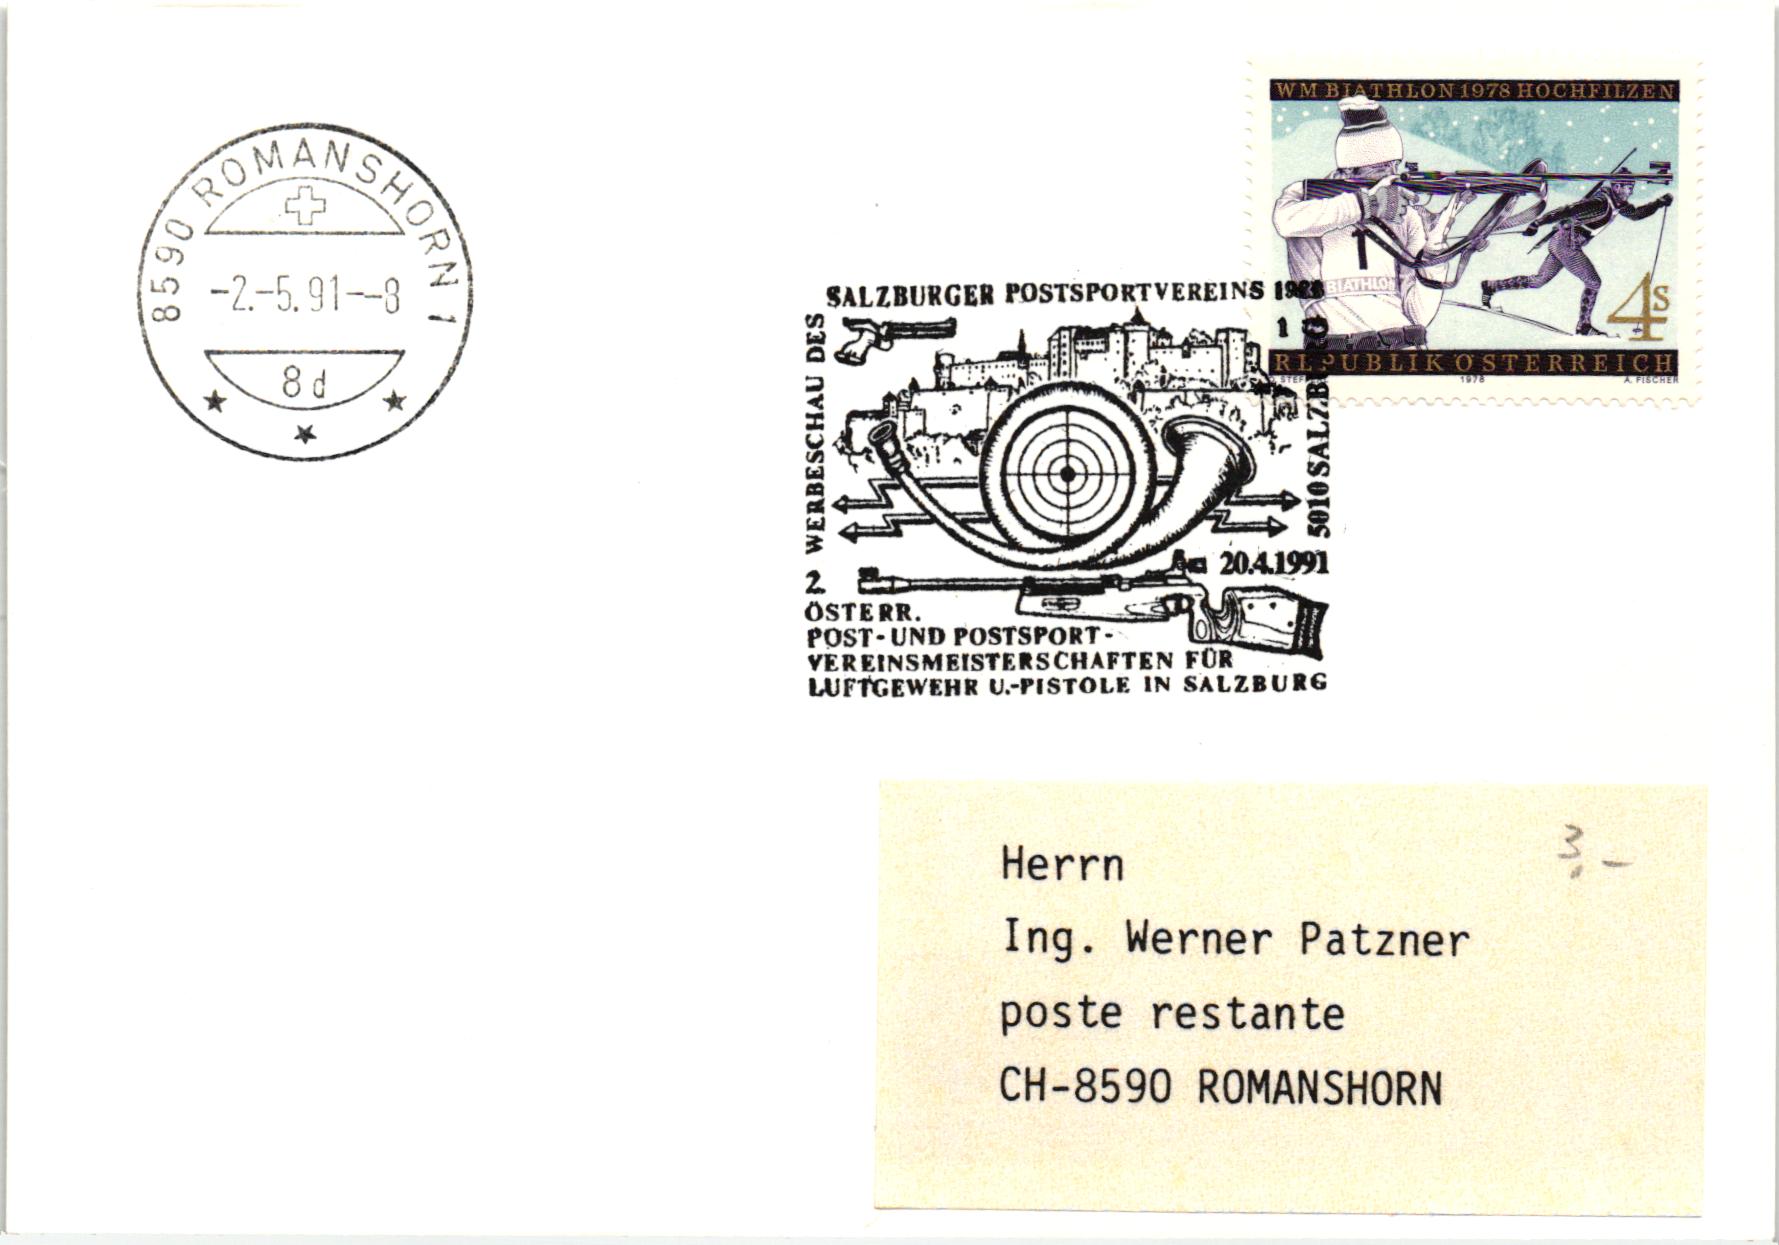 WM BIATHLON 1978 HOCHFILZEN
1
BIATHLON
4S
REPUBLIK ÖSTERREICH
1978
A. FISCHER
8590 ROMANSHORN 1
-2.-5.91--8
8d
WERBESCHAU DES
SALZBURGER POSTSPORTVEREINS
5010 SALZBURG
20.4.1991
2.
ÖSTERR.
POST- UND POSTSPORT-
VEREINSMEISTERSCHAFTEN FÜR
LUFTGEWEHR U.-PISTOLE IN SALZBURG
Herrn
Ing. Werner Patzner
poste restante
CH-8590 ROMANSHORN
3.-